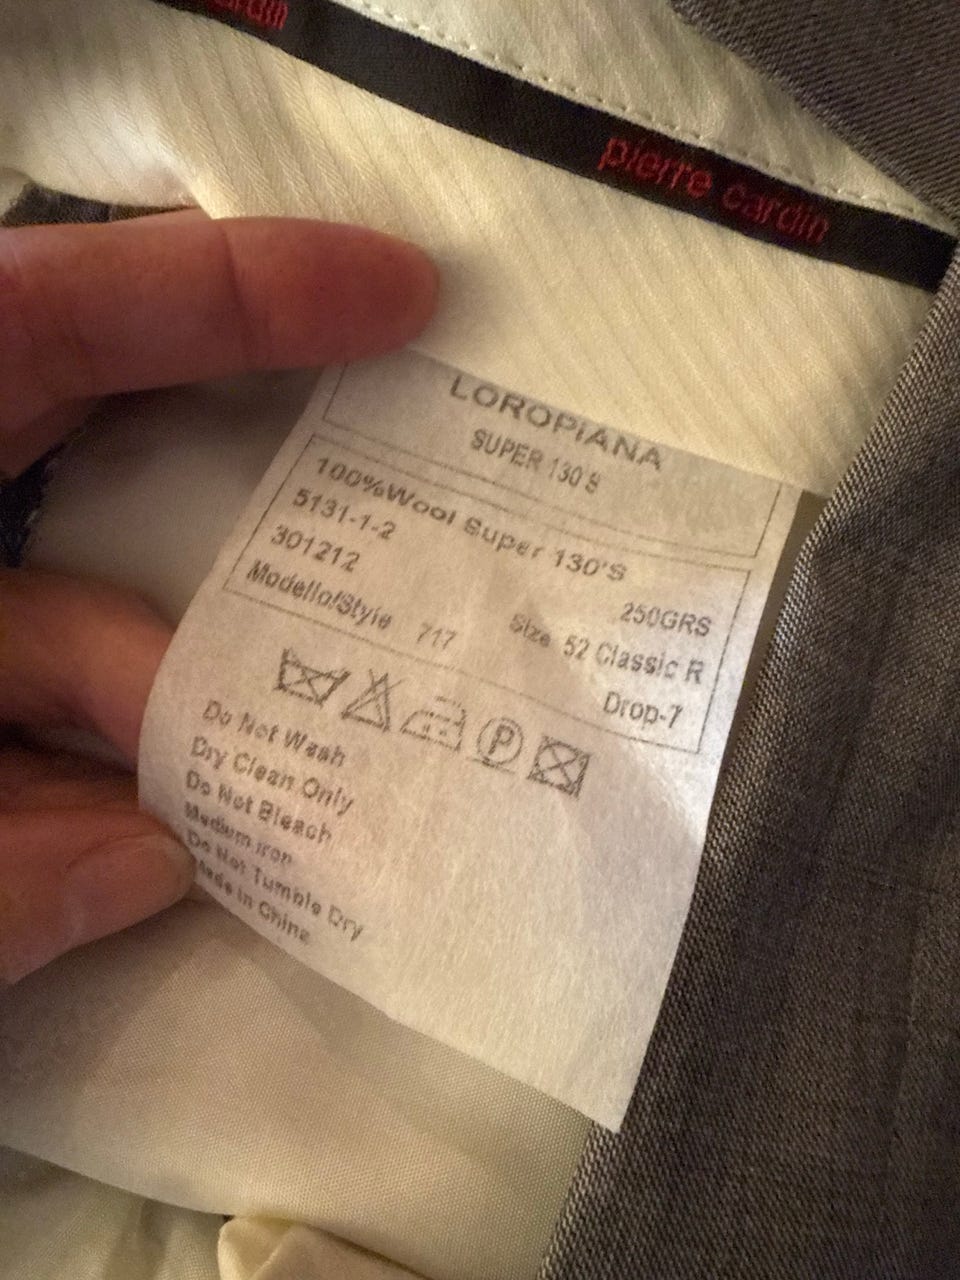 pierre cardin
LOROPIANA
SUPER 130'S
100%Wool Super 130'S
5131-1-2
301212
250GRS
Modello/Style 717
Size 52 Classic R
Drop-7
P
Do Not Wash
Dry Clean Only
Do Not Bleach
Medium iron
Do Not Tumble Dry
Made in China